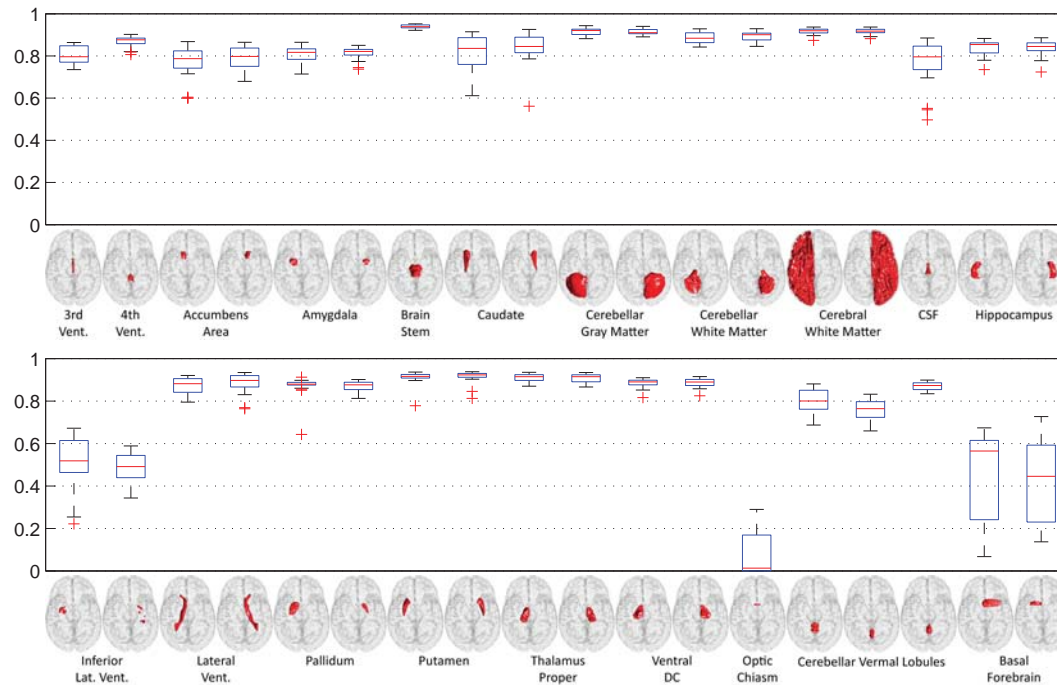 1
0.8
0.6
0.4
0.2
0
3rd Vent.
4th Vent.
Accumbens Area
Amygdala
Brain Stem
Caudate
Cerebellar Gray Matter
Cerebellar White Matter
Cerebral White Matter
CSF
Hippocampus
1
0.8
0.6
0.4
0.2
0
Inferior Lat. Vent.
Lateral Vent.
Pallidum
Putamen
Thalamus Proper
Ventral DC
Optic Chiasm
Cerebellar Vermal Lobules
Basal Forebrain